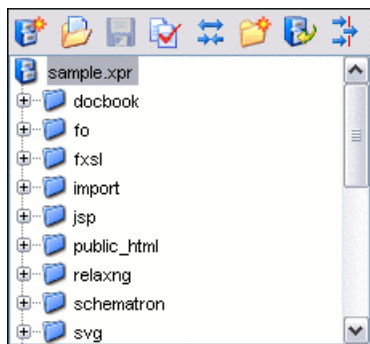 sample.xpr
docbook
fo
fxsl
import
jsp
public_html
relaxng
schematron
svg